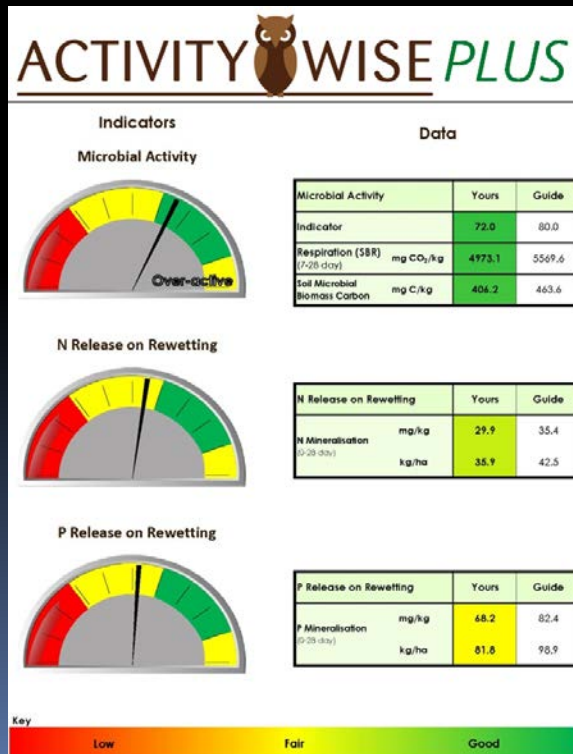 ACTIVITY WISE PLUS
Indicators
Data
Microbial Activity
Over-active
Microbial Activity Yours Guide
Indicator 72.0 80.0
Respiration (SBR) mg CO₂/kg 4973.1 5569.6
(7-28 day)
Soil Microbial
Biomass Carbon mg C/kg 406.2 463.6
N Release on Rewetting
N Release on Rewetting Yours Guide
N Mineralisation mg/kg 29.9 35.4
(0-28 day) kg/ha 35.9 42.5
P Release on Rewetting
P Release on Rewetting Yours Guide
P Mineralisation mg/kg 68.2 82.4
(0-28 day) kg/ha 81.8 98.9
Key
Low Fair Good